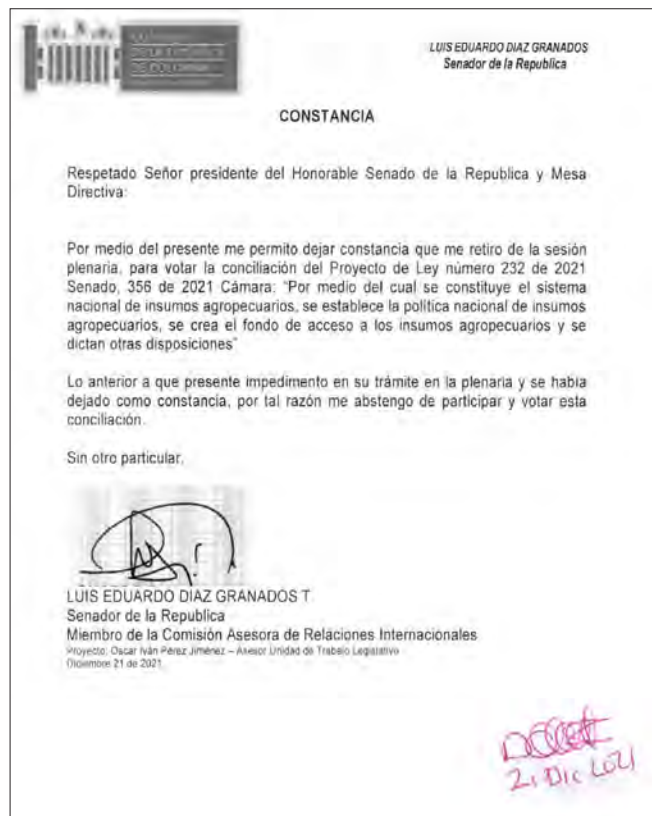 DE LA REPÚBLICA
DE COLOMBIA
LUIS EDUARDO DIAZ GRANADOS
Senador de la Republica
CONSTANCIA
Respetado Señor presidente del Honorable Senado de la Republica y Mesa
Directiva:
Por medio del presente me permito dejar constancia que me retiro de la sesión
plenaria, para votar la conciliación del Proyecto de Ley número 232 de 2021
Senado, 356 de 2021 Cámara: "Por medio del cual se constituye el sistema
nacional de insumos agropecuarios, se establece la política nacional de insumos
agropecuarios, se crea el fondo de acceso a los insumos agropecuarios y se
dictan otras disposiciones"
Lo anterior a que presente impedimento en su trámite en la plenaria y se había
dejado como constancia, por tal razón me abstengo de participar y votar esta
conciliación.
Sin otro particular,
LUIS EDUARDO DIAZ GRANADOS T
Senador de la Republica
Miembro de la Comisión Asesora de Relaciones Internacionales
Proyecto: Oscar Iván Pérez Jiménez – Asesor Unidad de Trabajo Legislativo
Diciembre 21 de 2021
21 Dic 2021